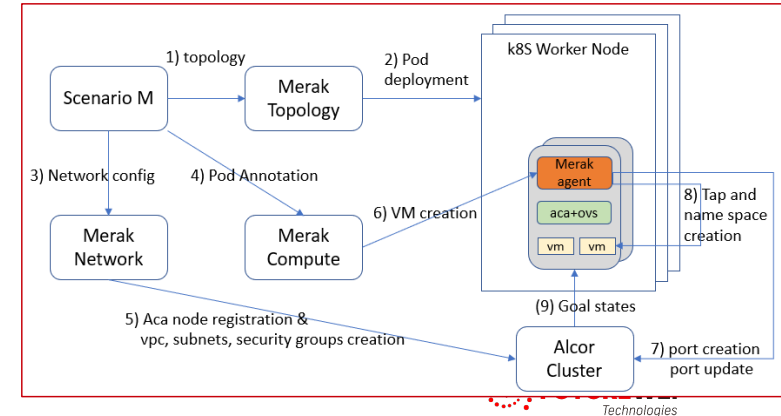 k8S Worker Node
1) topology
2) Pod
deployment
Scenario M
Merak
Topology
3) Network config
4) Pod Annotation
Merak
agent
8) Tap and
name space
creation
6) VM creation
aca+ovs
Merak
Network
Merak
Compute
vm
vm
(9) Goal states
5) Aca node registration &
vpc, subnets, security groups creation
Alcor
Cluster
7) port creation
port update
Technologies